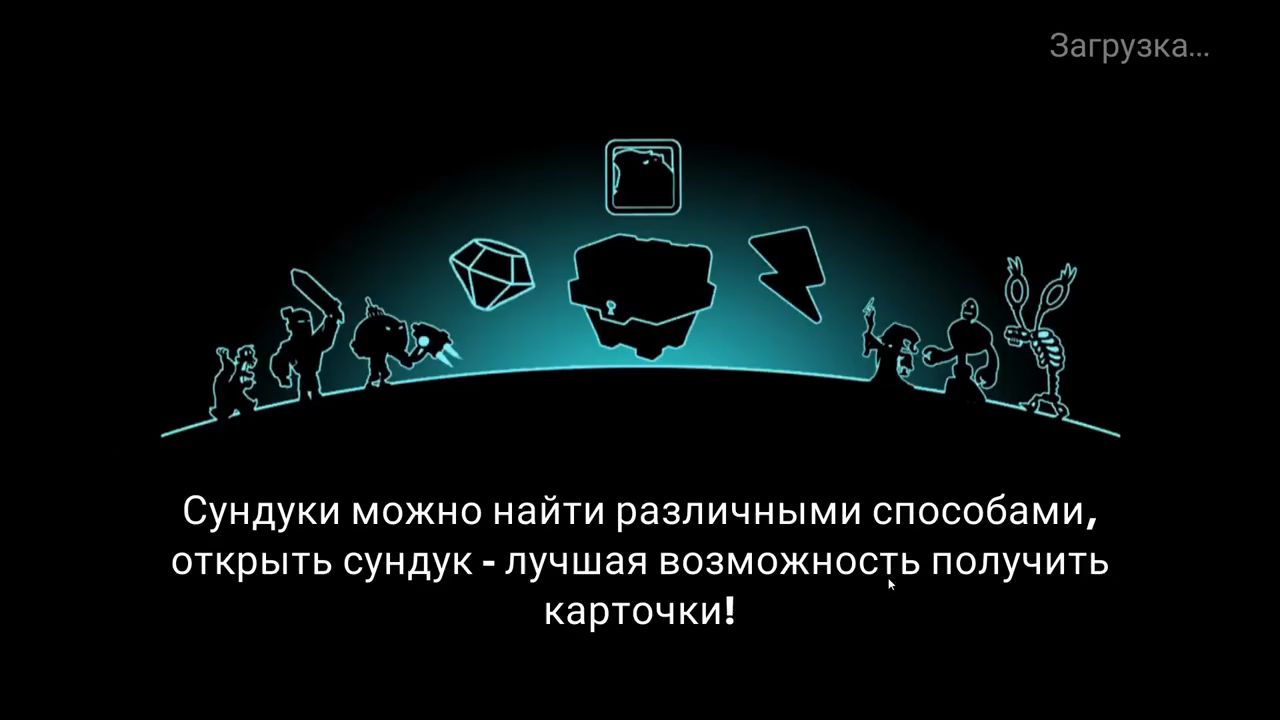 Загрузка...
Сундуки можно найти различными способами,
открыть сундук - лучшая возможность получить
карточки!